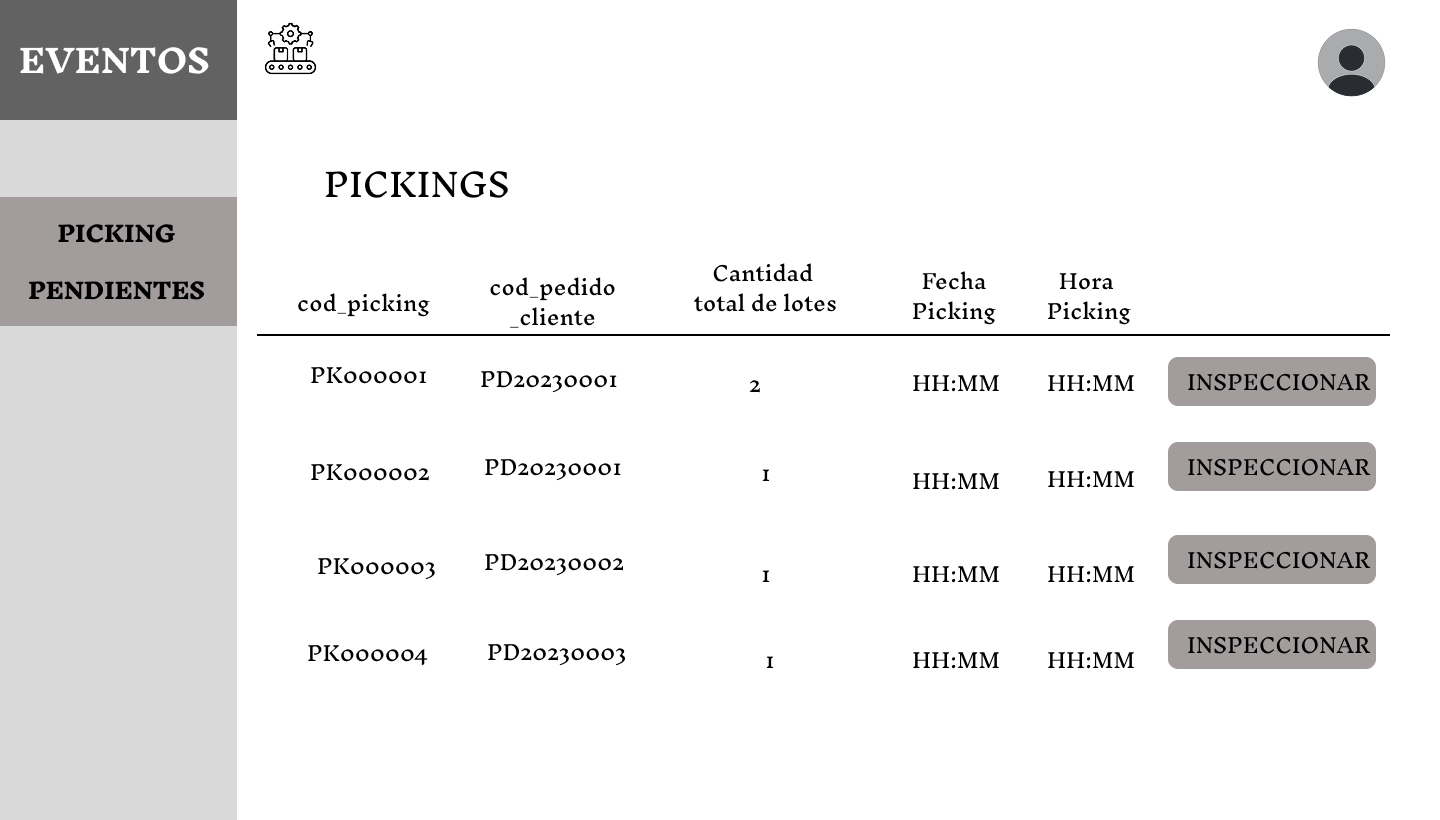 EVENTOS
PICKING
PENDIENTES
PICKINGS
cod_picking
cod_pedido
_cliente
Cantidad
total de lotes
Fecha
Picking
Hora
Picking
PK000001 PD20230001 2 HH:MM HH:MM INSPECCIONAR
PK000002 PD20230001 1 HH:MM HH:MM INSPECCIONAR
PK000003 PD20230002 1 HH:MM HH:MM INSPECCIONAR
PK000004 PD20230003 1 HH:MM HH:MM INSPECCIONAR